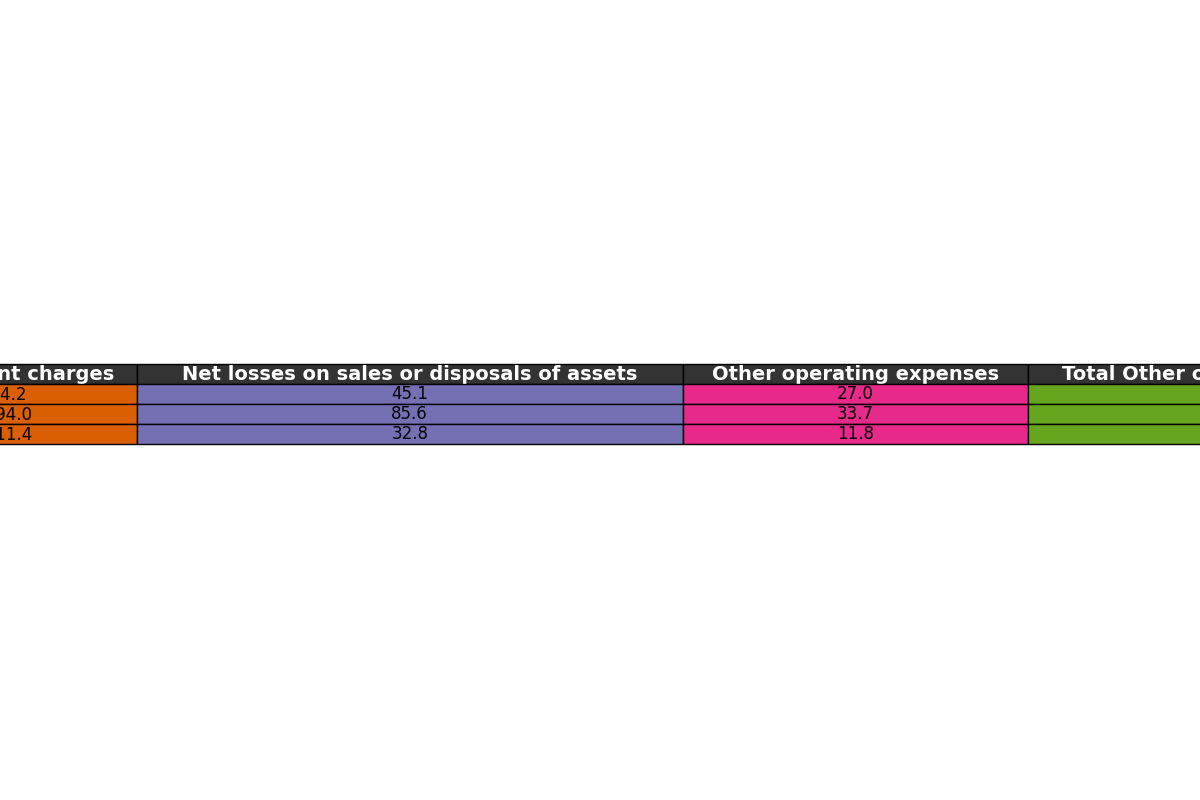 charges Net losses on sales or disposals of assets Other operating expenses Total Other
4.2 45.1 27.0
94.0 85.6 33.7
11.4 32.8 11.8